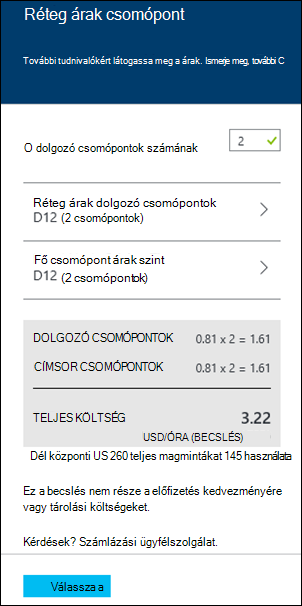 Réteg árak csomópont
További tudnivalókért látogassa meg a árak. Ismerje meg, további C
O dolgozó csomópontok számának
2
Réteg árak dolgozó csomópontok
D12 (2 csomópontok)
Fő csomópont árak szint
D12 (2 csomópontok)
DOLGOZÓ CSOMÓPONTOK 0.81 x 2 = 1.61
CÍMSOR CSOMÓPONTOK 0.81 x 2 = 1.61
TELJES KÖLTSÉG 3.22
USD/ÓRA (BECSLÉS)
Dél központi US 260 teljes magmintákat 145 használata
Ez a becslés nem része a előfizetés kedvezményére
vagy tárolási költségeket.
Kérdések? Számlázási ügyfélszolgálat.
Válassza a